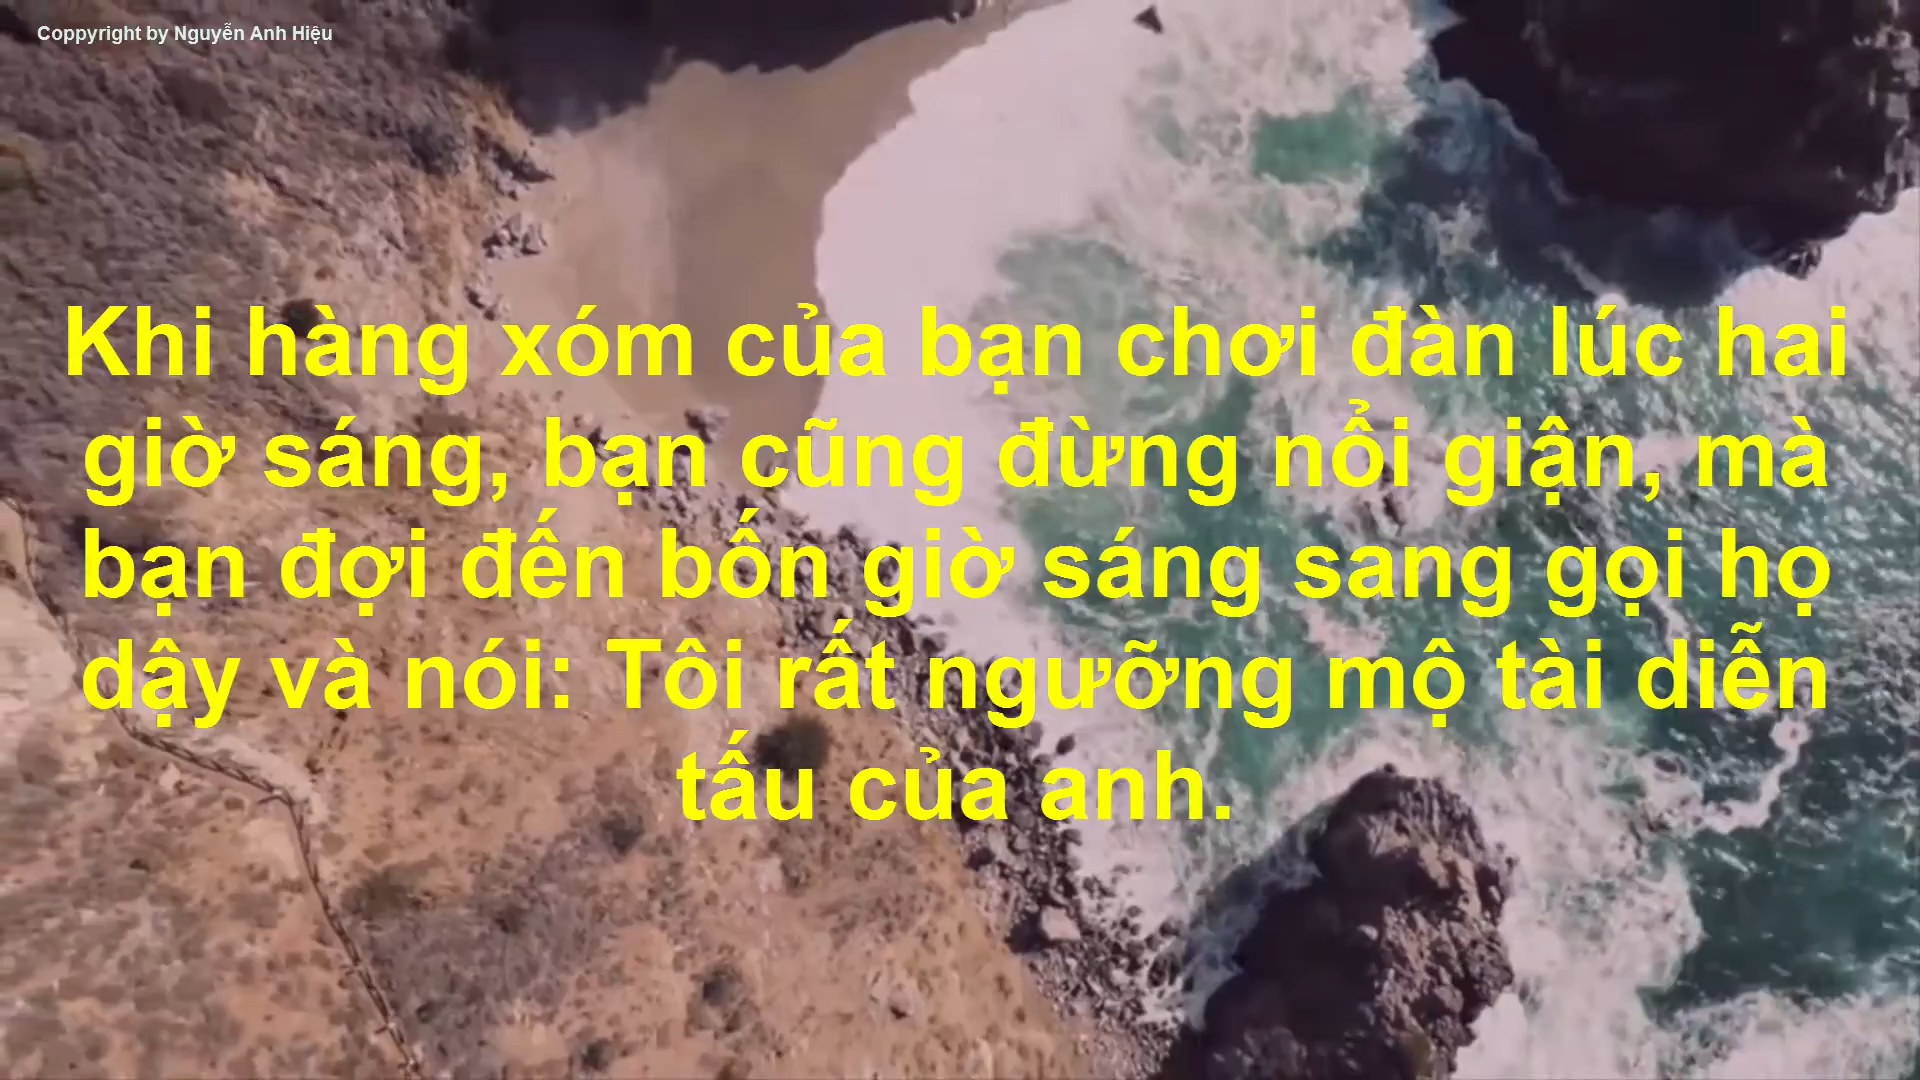 Coppyright by Nguyễn Anh Hiệu
Khi hàng xóm của bạn chơi đàn lúc hai
giờ sáng, bạn cũng đừng nổi giận, mà
bạn đợi đến bốn giờ sáng sang gọi họ
dậy và nói: Tôi rất ngưỡng mộ tài diễn
tấu của anh.